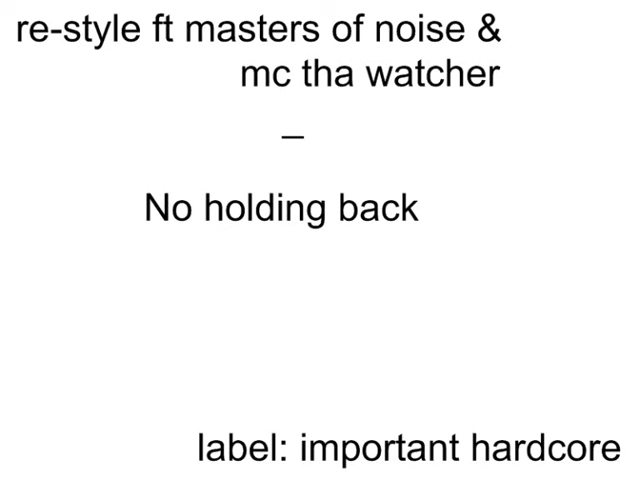 re-style ft masters of noise &
mc tha watcher
–
No holding back
label: important hardcore